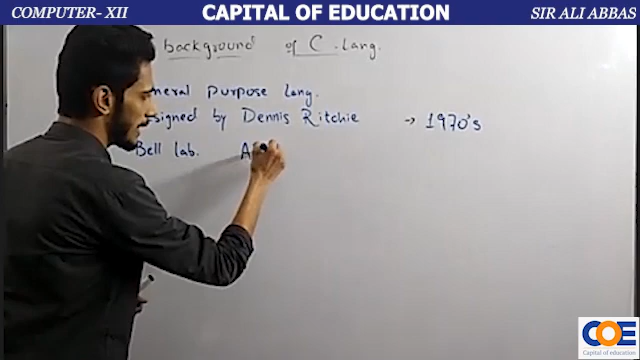 COMPUTER- XII
CAPITAL OF EDUCATION
SIR ALI ABBAS
background of C lang.
neral purpose lang.
signed by Dennis Ritchie → 1970's
Bell lab.
COE
Capital of education